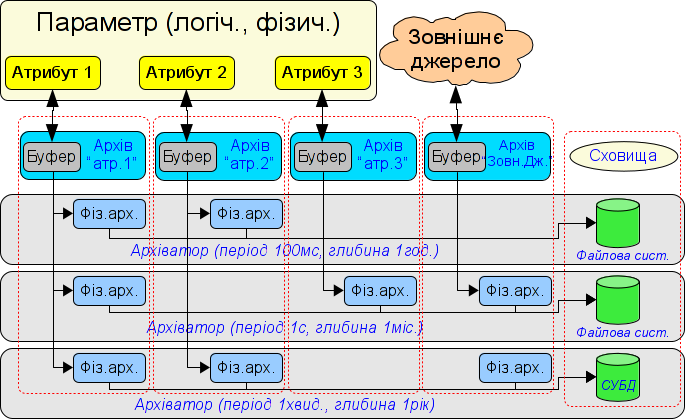 Параметр (логіч., фізич.)
Атрибут 1
Атрибут 2
Атрибут 3
Зовнішнє
джерело
Буфер
Архів
"атр.1"
Буфер
Архів
"атр.2"
Буфер
Архів
"атр.3"
Буфер
Архів
"Зовн.Дж."
Сховища
Фіз.арх.
Фіз.арх.
Архіватор (період 100мс, глибина 1год.)
Файлова сист.
Фіз.арх.
Фіз.арх.
Фіз.арх.
Архіватор (період 1с, глибина 1міс.)
Файлова сист.
Фіз.арх.
Фіз.арх.
Фіз.арх.
СУБД
Архіватор (період 1хвид., глибина 1рік)